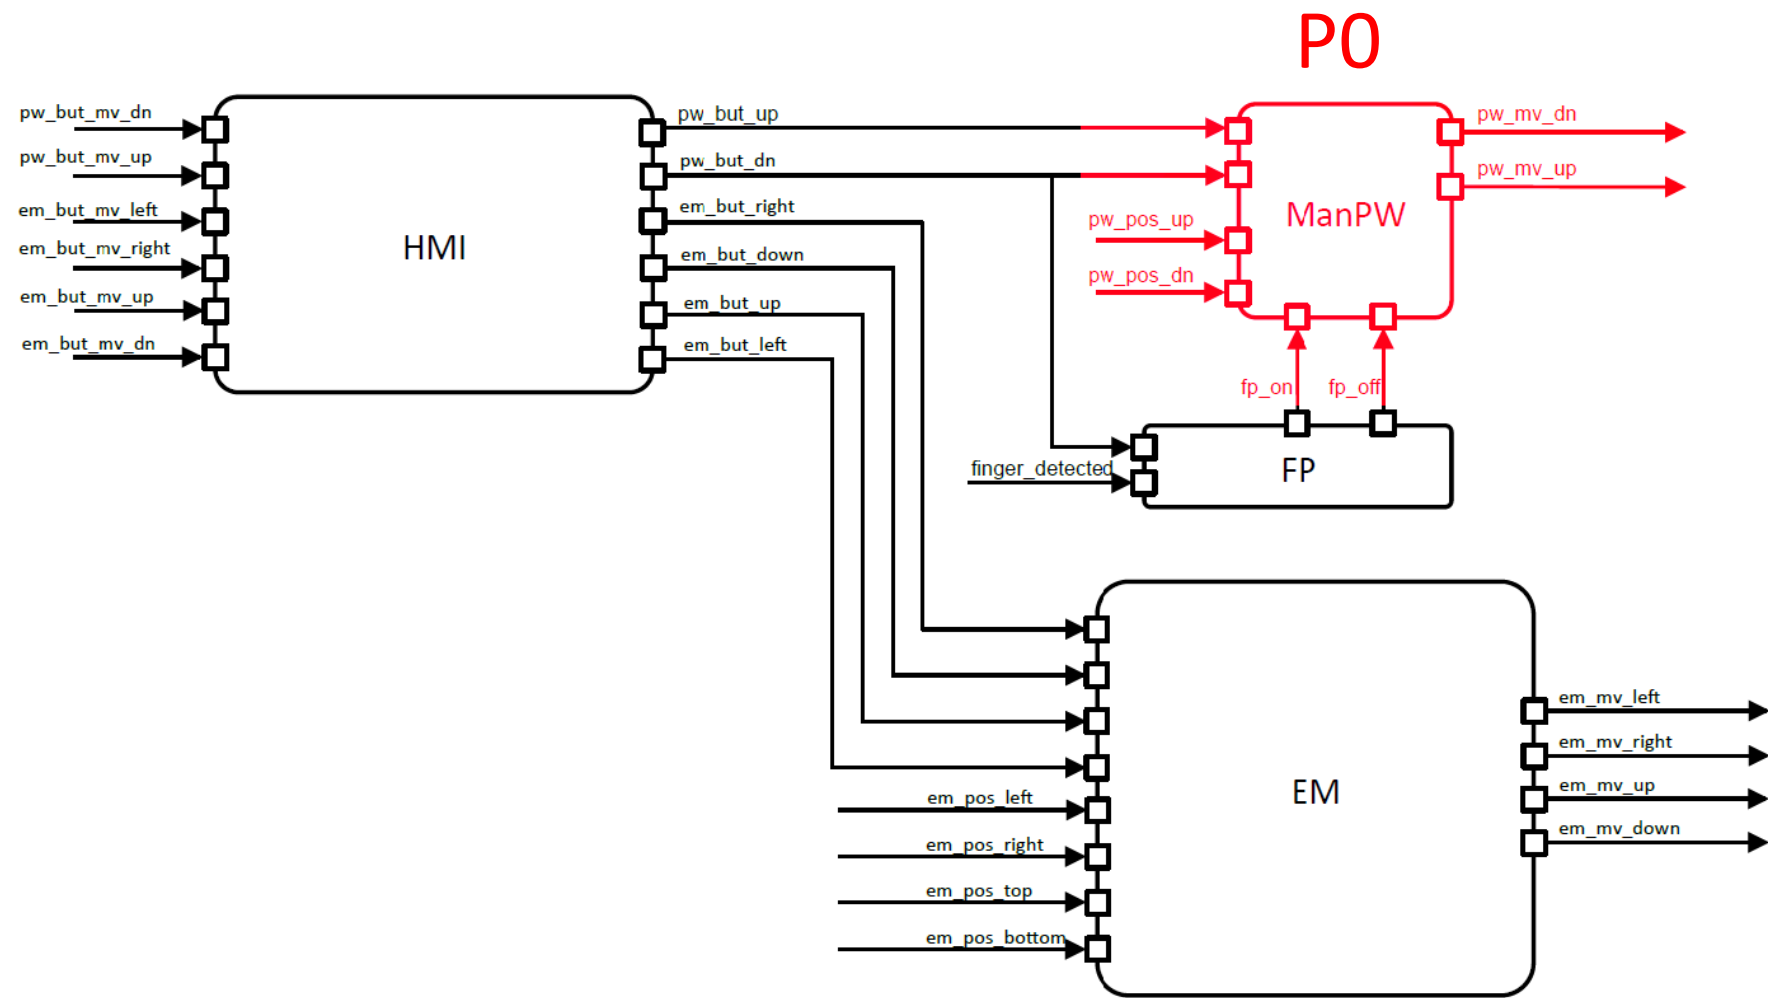 P0
pw_but_mv_dn
pw_but_mv_up
em_but_mv_left
em_but_mv_right
em_but_mv_up
em_but_mv_dn
HMI
pw_but_up
pw_but_dn
em_but_right
em_but_down
em_but_up
em_but_left
pw_pos_up
pw_pos_dn
ManPW
pw_mv_dn
pw_mv_up
fp_on
fp_off
finger_detected
FP
em_pos_left
em_pos_right
em_pos_top
em_pos_bottom
EM
em_mv_left
em_mv_right
em_mv_up
em_mv_down